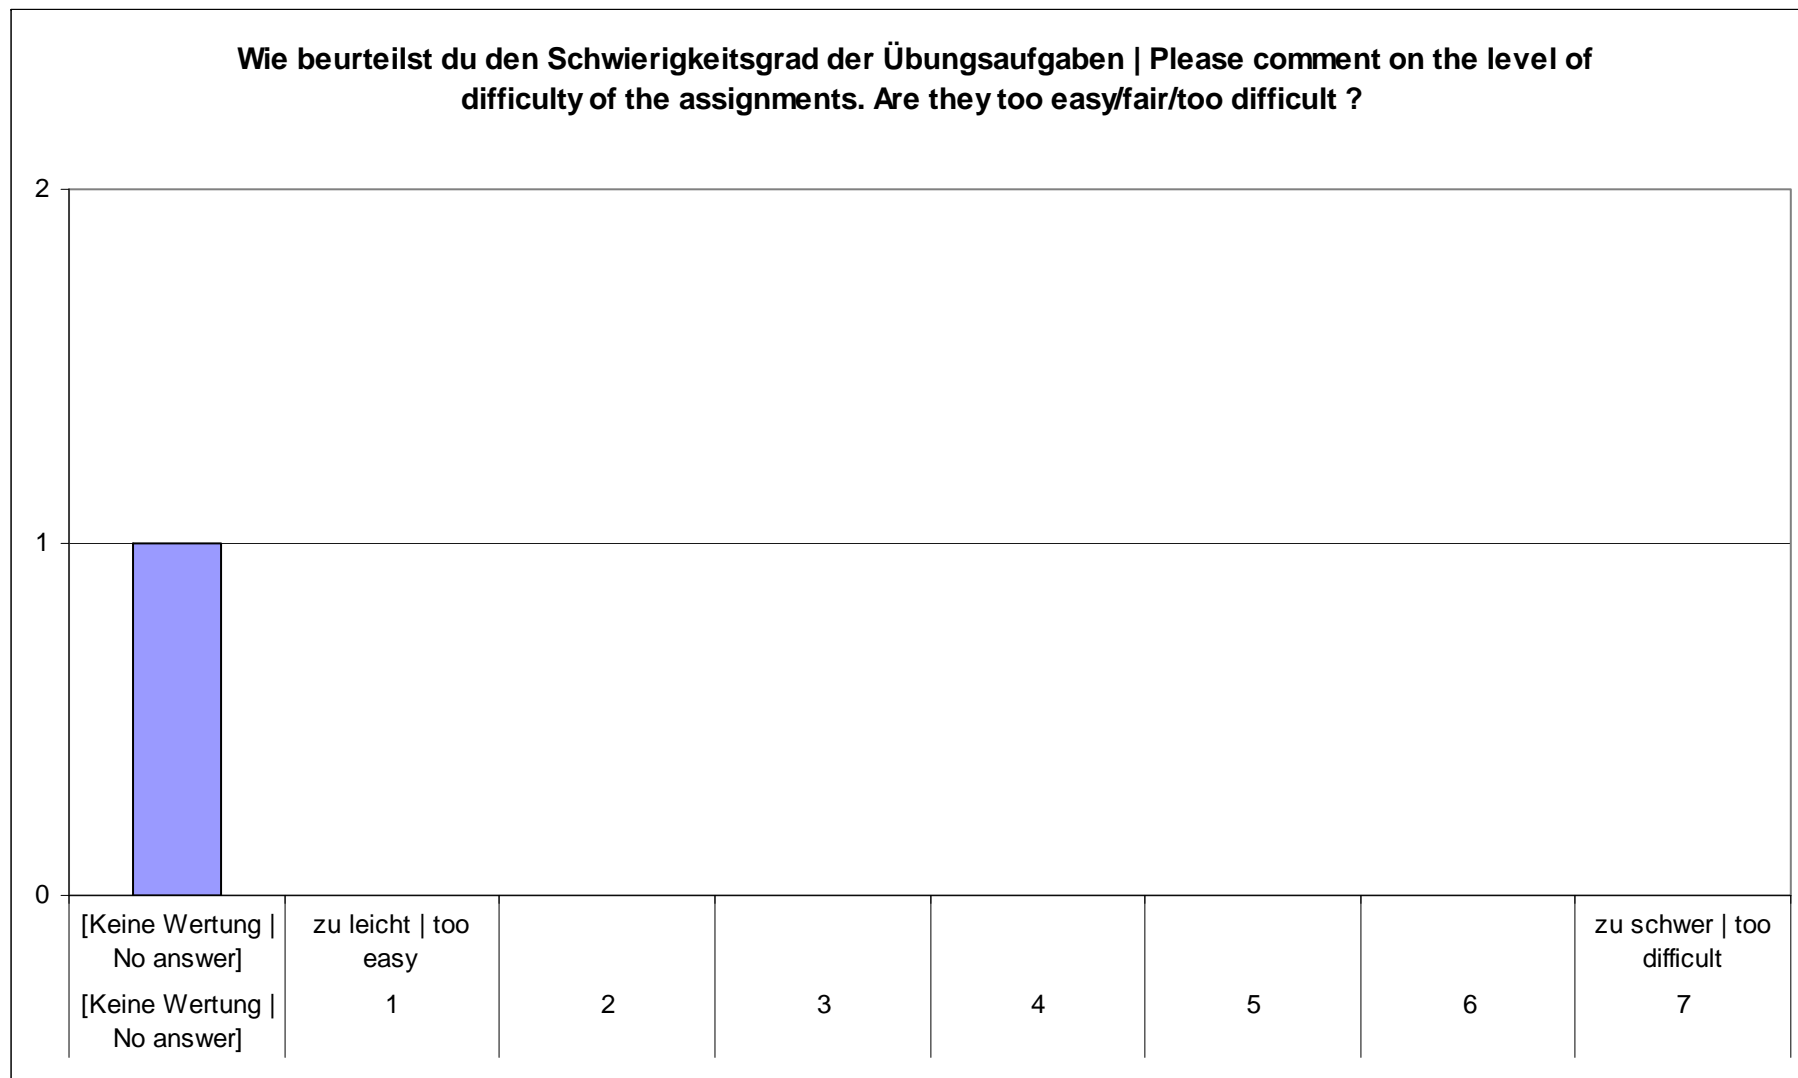 Wie beurteilst du den Schwierigkeitsgrad der Übungsaufgaben | Please comment on the level of
difficulty of the assignments. Are they too easy/fair/too difficult ?
2
1
0
[Keine Wertung |
No answer]
zu leicht | too
easy
zu schwer | too
difficult
[Keine Wertung |
No answer]
1
2
3
4
5
6
7